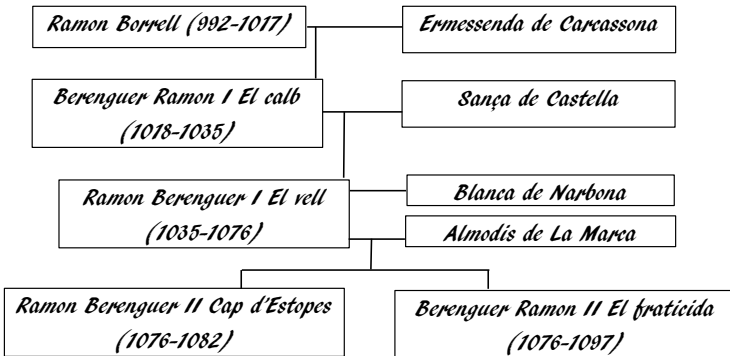 Ramon Borrell (992-1017)
Ermessenda de Carcassona
Berenguer Ramon I El calb
(1018-1035)
Sança de Castella
Ramon Berenguer I El vell
(1035-1076)
Blanca de Narbona
Almodís de La Marca
Ramon Berenguer II Cap d'Estopes
(1076-1082)
Berenguer Ramon II El fraticida
(1076-1097)